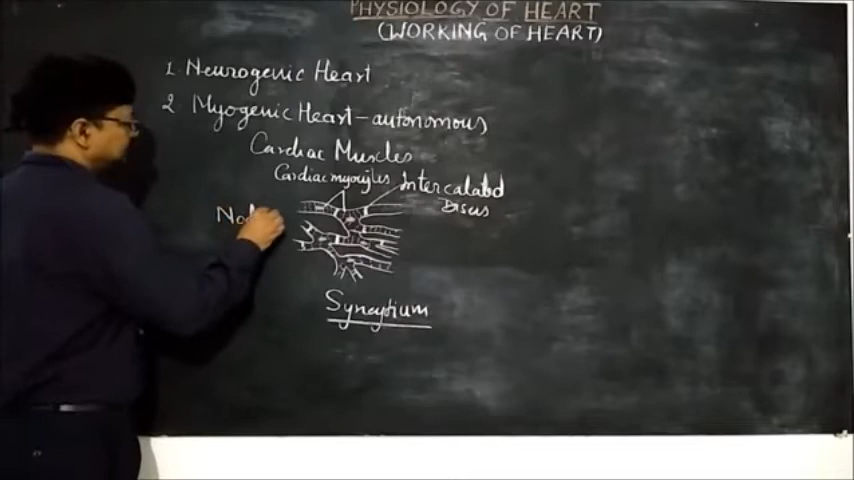 PHYSIOLOGY OF HEART
(WORKING OF HEART)
1. Neurogenic Heart
2 Myogenic Heart - autonomous
Cardiac Muscles
Cardiac myocytes Intercalated
Discs
Nod
Syncytium